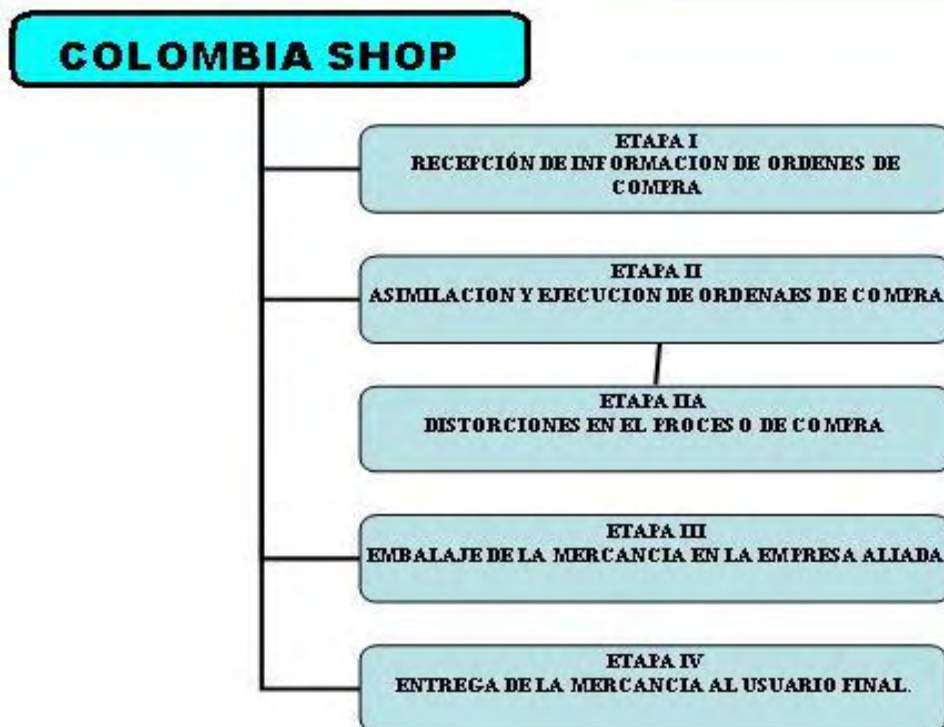 COLOMBIA SHOP
ETAPA I
RECEPCIÓN DE INFORMACION DE ORDENES DE
COMPRA
ETAPA II
ASIMILACION Y EJECUCION DE ORDENAES DE COMPRA
ETAPA IIA
DISTORCIONES EN EL PROCESO DE COMPRA
ETAPA III
EMBALAJE DE LA MERCANCIA EN LA EMPRESA ALIADA
ETAPA IV
ENTREGA DE LA MERCANCIA AL USUARIO FINAL.